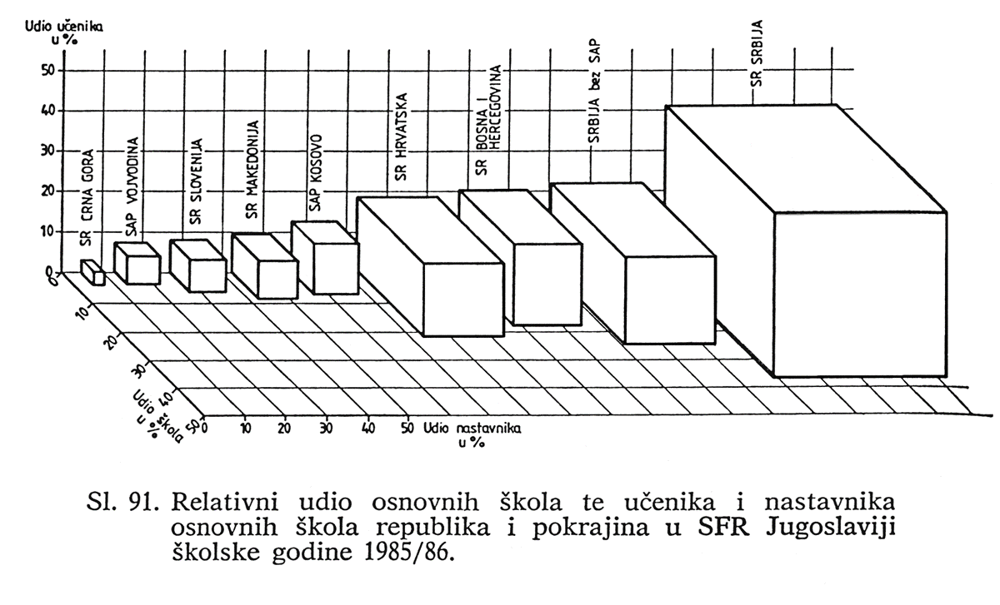 Udio učenika
u %
50
40
30
20
10
0
SR CRNA GORA
SAP VOJVODINA
SR SLOVENIJA
SR MAKEDONIJA
SAP KOSOVO
SR HRVATSKA
SR BOSNA I
HERCEGOVINA
SRBIJA bez SAP
SR SRBIJA
0
10
20
30
40
50
Udio škola
u %
0
10
20
30
40
50
Udio nastavnika
u %
Sl. 91. Relativni udio osnovnih škola te učenika i nastavnika
osnovnih škola republika i pokrajina u SFR Jugoslaviji
školske godine 1985/86.